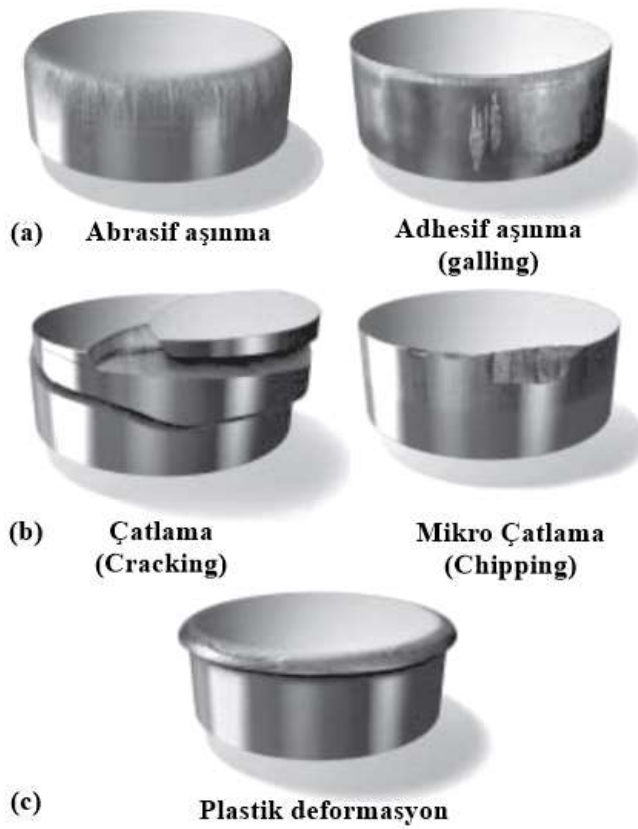 (a) Abrasif aşınma
Adhesif aşınma
(galling)
(b) Çatlama
(Cracking)
Mikro Çatlama
(Chipping)
(c) Plastik deformasyon